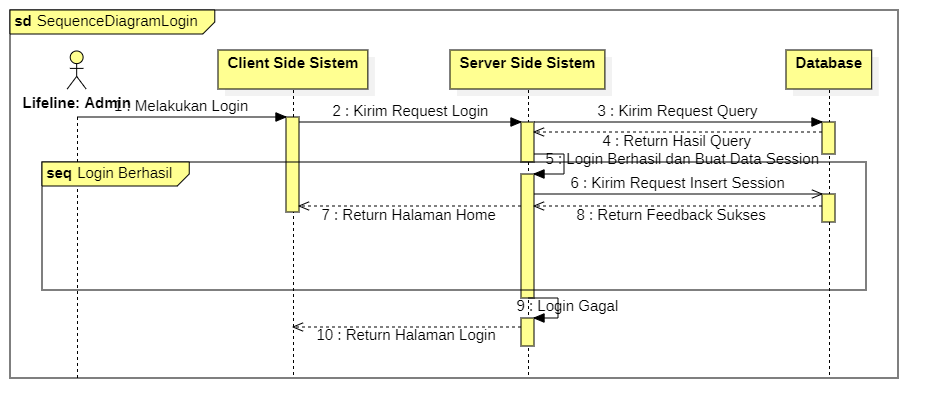 sd SequenceDiagramLogin
Client Side Sistem
Server Side Sistem
Database
Lifeline: Admin
1 : Melakukan Login
2 : Kirim Request Login
3 : Kirim Request Query
4 : Return Hasil Query
5 : Login Berhasil dan Buat Data Session
seq Login Berhasil
6 : Kirim Request Insert Session
7 : Return Halaman Home
8 : Return Feedback Sukses
9 : Login Gagal
10 : Return Halaman Login